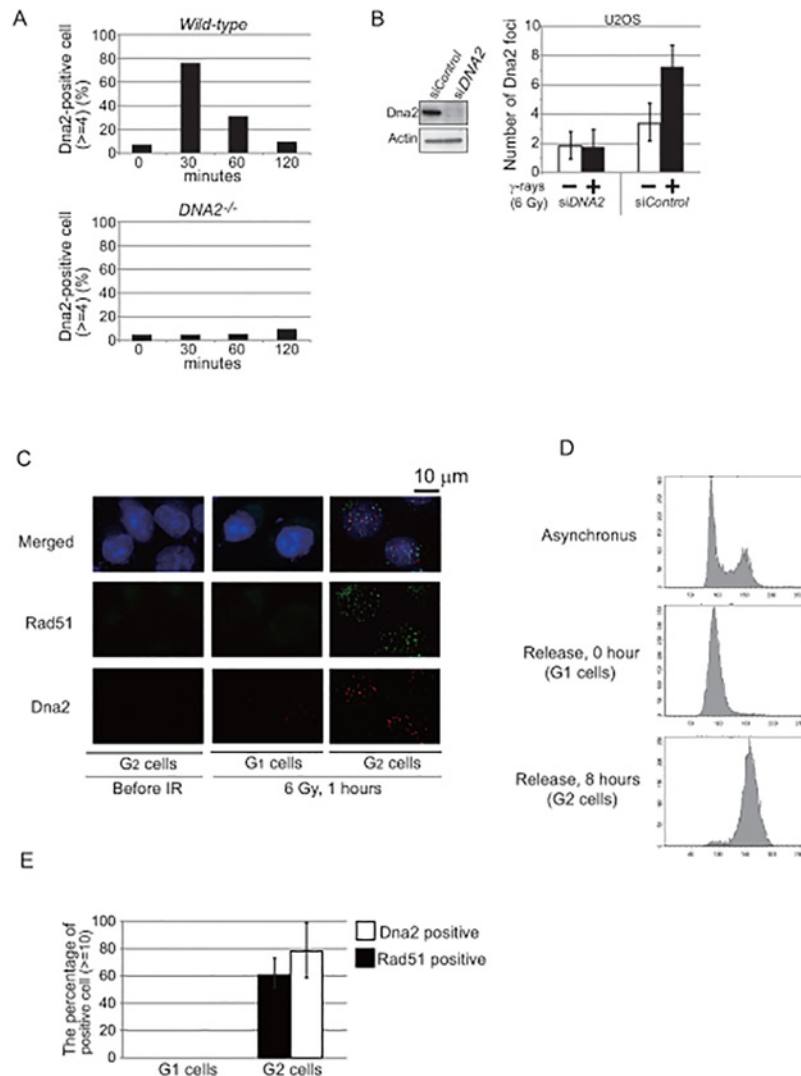 A
Wild-type
Dna2-positive cell
(>=4) (%)
100
80
60
40
20
0
0 30 60 120
minutes
DNA2-/-
Dna2-positive cell
(>=4) (%)
100
80
60
40
20
0
0 30 60 120
minutes
B
siControl
siDNA2
Dna2
Actin
U2OS
Number of Dna2 foci
10
8
6
4
2
0
γ-rays
(6 Gy)
− + − +
siDNA2 siControl
C
10 μm
Merged
Rad51
Dna2
G2 cells G1 cells G2 cells
Before IR 6 Gy, 1 hours
D
Asynchronus
Release, 0 hour
(G1 cells)
Release, 8 hours
(G2 cells)
E
The percentage of
positive cell (>=10)
100
80
60
40
20
0
G1 cells G2 cells
Dna2 positive
Rad51 positive